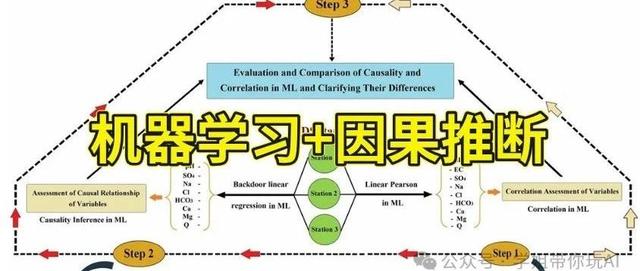 Step 3
Evaluation and Comparison of Causality and
Correlation in ML and Clarifying Their Differences
机器学习+因果推断
Station 1
Station 2
Station 3
Backdoor linear
regression in ML
Linear Pearson
in ML
SO₄
Na
Cl
HCO₃
Ca
Mg
Q
EC
SO₄
Na
Cl
HCO₃
Ca
Mg
Q
Assessment of Causal Relationship
of Variables
Causality Inference in ML
Correlation Assessment of Variables
Correlation in ML
Step 2
Step 1
公众号·学姐带你玩AI